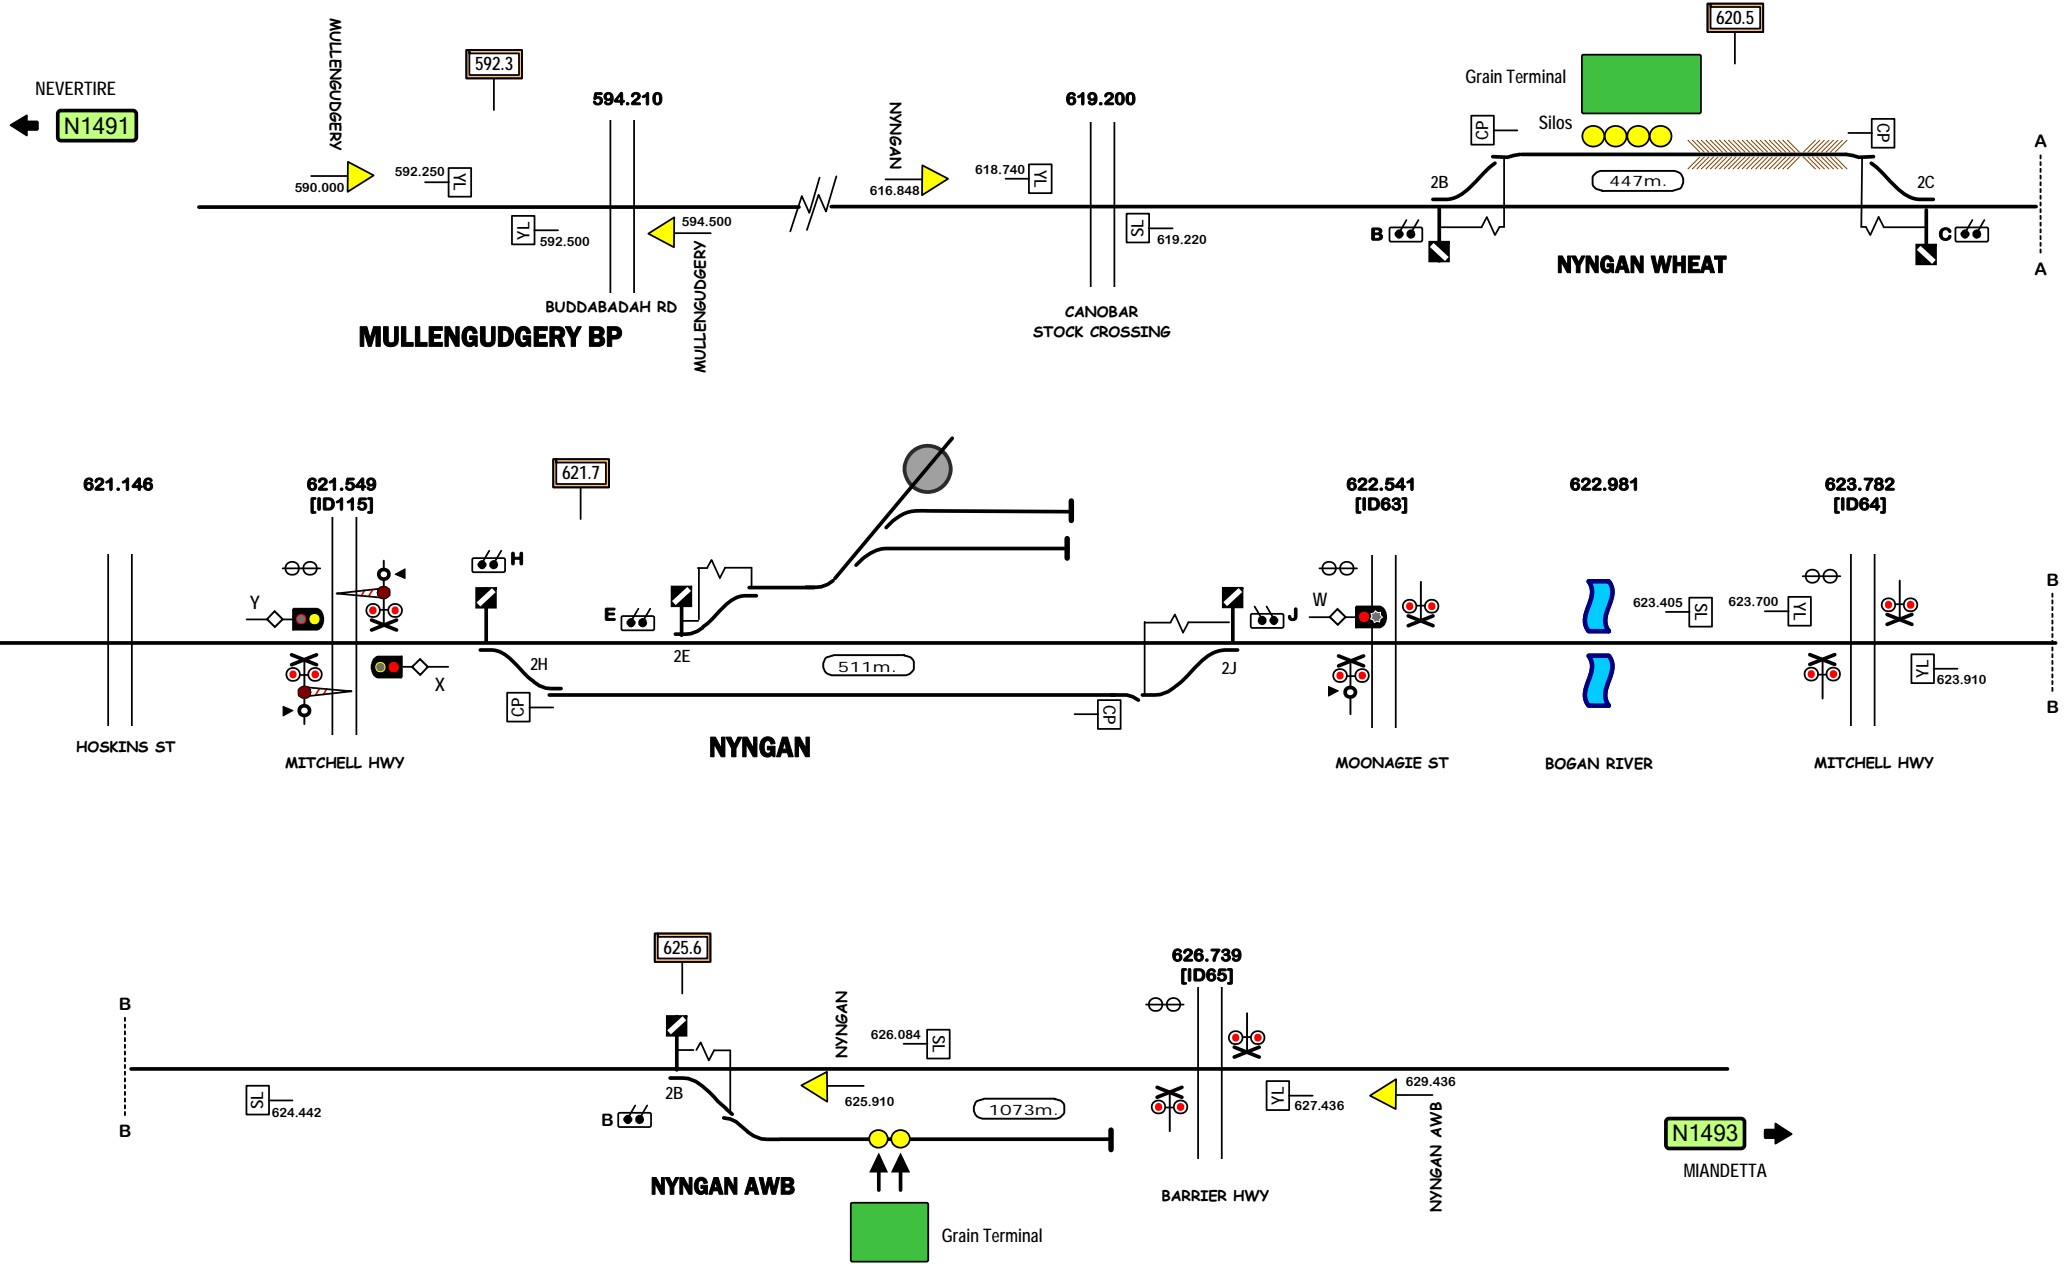 NEVERTIRE
N1491
MULLENGUDGERY
590.000
592.3
592.250
YL
YL
592.500
594.210
BUDDABADAH RD
594.500
MULLENGUDGERY
MULLENGUDGERY BP
NYNGAN
616.848
618.740
YL
619.200
SL
619.220
CANOBAR
STOCK CROSSING
620.5
Grain Terminal
Silos
CP
CP
447m.
2B
2C
B
C
NYNGAN WHEAT
A
A
621.146
HOSKINS ST
621.549
[ID115]
Y
X
MITCHELL HWY
621.7
H
2H
CP
E
2E
511m.
J
2J
CP
NYNGAN
622.541
[ID63]
W
MOONAGIE ST
622.981
BOGAN RIVER
623.405
SL
623.700
YL
623.782
[ID64]
YL
623.910
MITCHELL HWY
B
B
B
B
SL
624.442
625.6
2B
B
NYNGAN
625.910
626.084
SL
1073m.
NYNGAN AWB
Grain Terminal
626.739
[ID65]
BARRIER HWY
YL
627.436
629.436
NYNGAN AWB
N1493
MIANDETTA